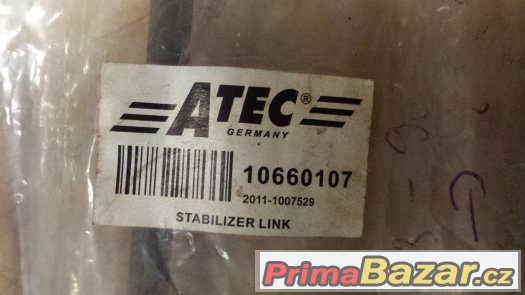 ATEC®
GERMANY
10660107
2011-1007529
STABILIZER LINK
PrimaBazar.cz